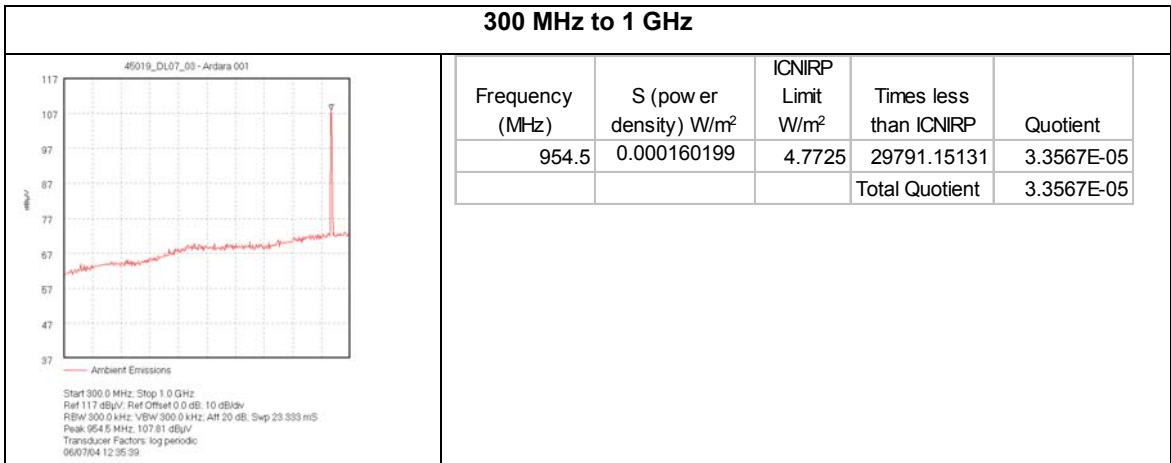 300 MHz to 1 GHz
45019_DL07_03 - Ardara 001
117
107
97
87
77
67
57
47
37
dBµV
Ambient Emissions
Start 300.0 MHz; Stop 1.0 GHz
Ref 117 dBµV; Ref Offset 0.0 dB; 10 dB/div
RBW 300.0 kHz; VBW 300.0 kHz; Att 20 dB; Swp 23.333 mS
Peak 954.5 MHz, 107.81 dBµV
Transducer Factors: log periodic
06/07/04 12:35:39
Frequency (MHz) S (pow er density) W/m² ICNIRP Limit W/m² Times less than ICNIRP Quotient
954.5 0.000160199 4.7725 29791.15131 3.3567E-05
Total Quotient 3.3567E-05